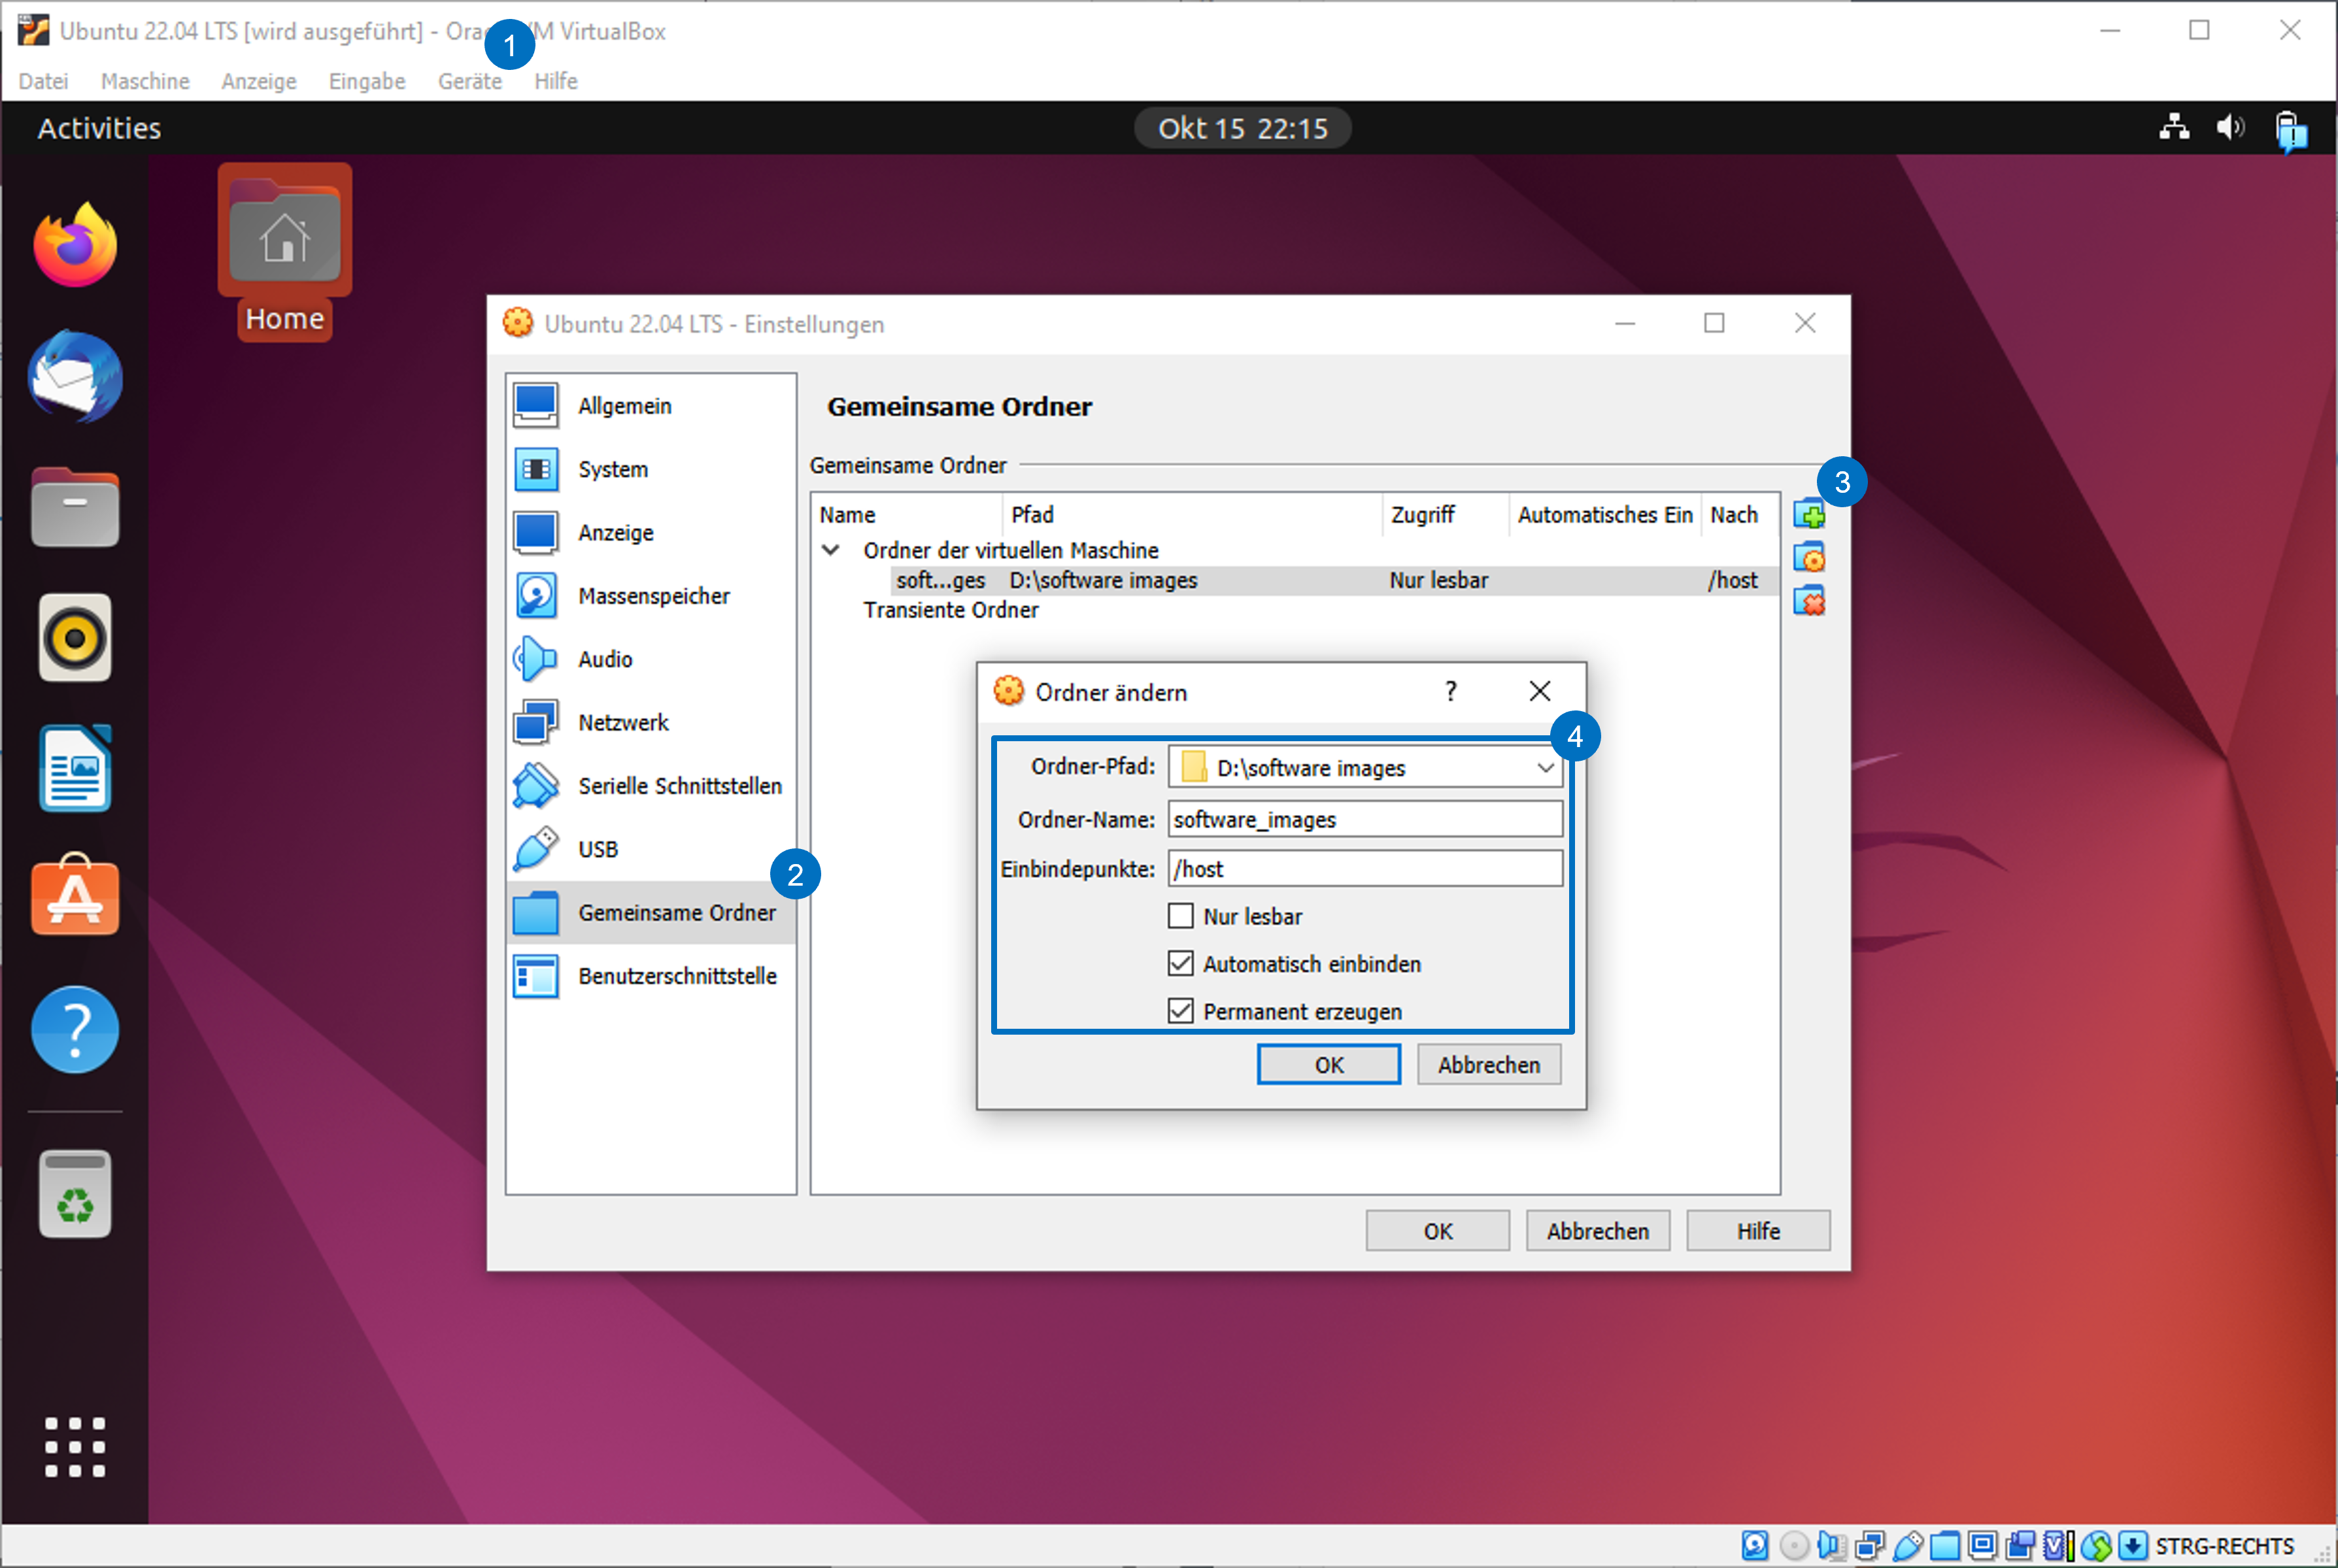 Ubuntu 22.04 LTS [wird ausgeführt] - Orac M VirtualBox
1
Datei Maschine Anzeige Eingabe Geräte Hilfe
Activities
Okt 15 22:15
Home
Ubuntu 22.04 LTS - Einstellungen
Allgemein
System
Anzeige
Massenspeicher
Audio
Netzwerk
Serielle Schnittstellen
USB
2
Gemeinsame Ordner
Benutzerschnittstelle
Gemeinsame Ordner
Gemeinsame Ordner
3
Name Pfad Zugriff Automatisches Ein Nach
Ordner der virtuellen Maschine
soft...ges D:\software images Nur lesbar /host
Transiente Ordner
Ordner ändern ?
4
Ordner-Pfad: D:\software images
Ordner-Name: software_images
Einbindepunkte: /host
Nur lesbar
Automatisch einbinden
Permanent erzeugen
OK Abbrechen
OK Abbrechen Hilfe
STRG-RECHTS